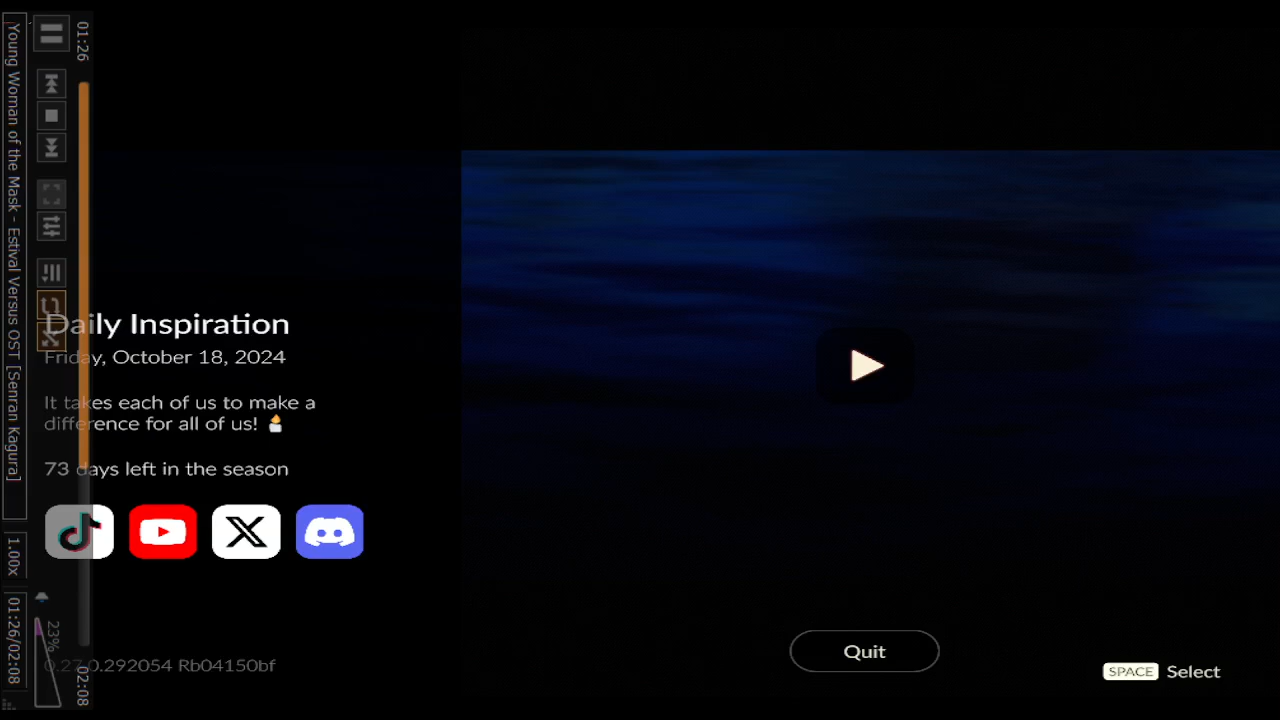 01:26
Young Woman of the Mask - Estival Versus OST [Senran Kagura]
1.00x
01:26/02:08
23%
02:08
Daily Inspiration
Friday, October 18, 2024
It takes each of us to make a
difference for all of us! 🕯️
73 days left in the season
0.27.0.292054 Rb04150bf
Quit
SPACE Select